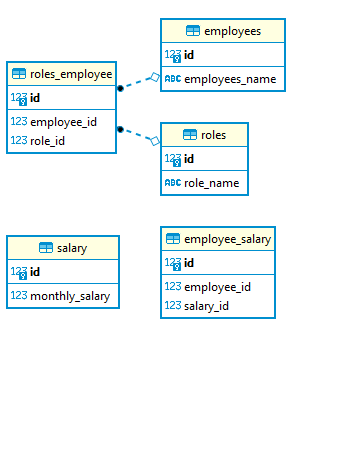 employees
123 id
ABC employees_name
roles_employee
123 id
123 employee_id
123 role_id
roles
123 id
ABC role_name
salary
123 id
123 monthly_salary
employee_salary
123 id
123 employee_id
123 salary_id